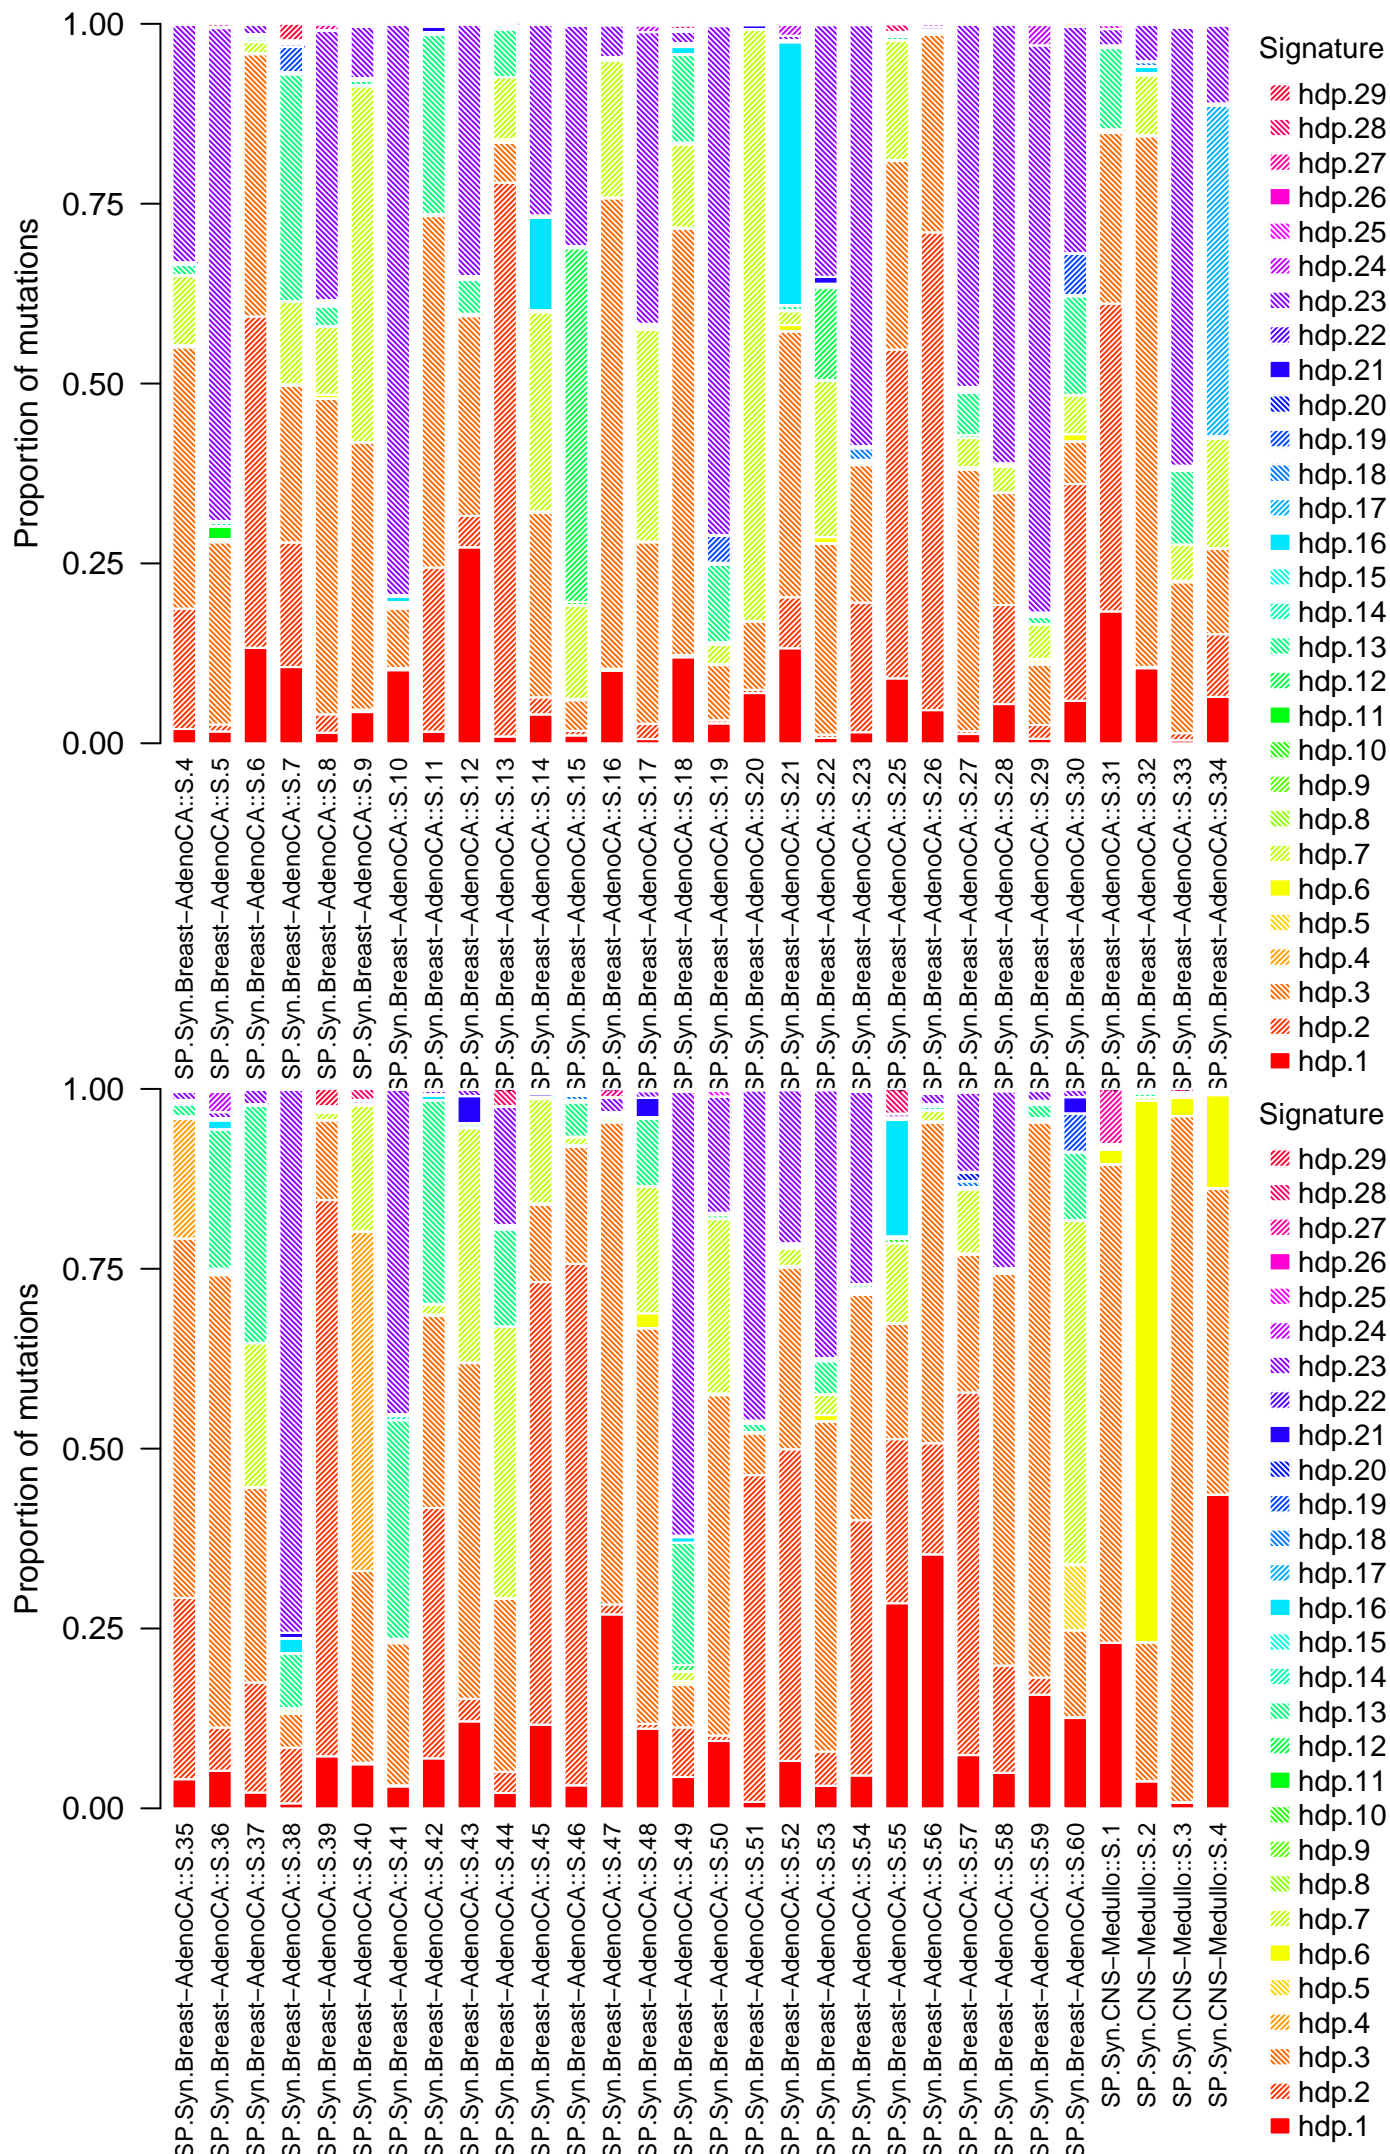 Proportion of mutations
1.00
0.75
0.50
0.25
0.00
SP.Syn.Breast−AdenoCA::S.4
SP.Syn.Breast−AdenoCA::S.5
SP.Syn.Breast−AdenoCA::S.6
SP.Syn.Breast−AdenoCA::S.7
SP.Syn.Breast−AdenoCA::S.8
SP.Syn.Breast−AdenoCA::S.9
SP.Syn.Breast−AdenoCA::S.10
SP.Syn.Breast−AdenoCA::S.11
SP.Syn.Breast−AdenoCA::S.12
SP.Syn.Breast−AdenoCA::S.13
SP.Syn.Breast−AdenoCA::S.14
SP.Syn.Breast−AdenoCA::S.15
SP.Syn.Breast−AdenoCA::S.16
SP.Syn.Breast−AdenoCA::S.17
SP.Syn.Breast−AdenoCA::S.18
SP.Syn.Breast−AdenoCA::S.19
SP.Syn.Breast−AdenoCA::S.20
SP.Syn.Breast−AdenoCA::S.21
SP.Syn.Breast−AdenoCA::S.22
SP.Syn.Breast−AdenoCA::S.23
SP.Syn.Breast−AdenoCA::S.25
SP.Syn.Breast−AdenoCA::S.26
SP.Syn.Breast−AdenoCA::S.27
SP.Syn.Breast−AdenoCA::S.28
SP.Syn.Breast−AdenoCA::S.29
SP.Syn.Breast−AdenoCA::S.30
SP.Syn.Breast−AdenoCA::S.31
SP.Syn.Breast−AdenoCA::S.32
SP.Syn.Breast−AdenoCA::S.33
SP.Syn.Breast−AdenoCA::S.34
Signature
hdp.29
hdp.28
hdp.27
hdp.26
hdp.25
hdp.24
hdp.23
hdp.22
hdp.21
hdp.20
hdp.19
hdp.18
hdp.17
hdp.16
hdp.15
hdp.14
hdp.13
hdp.12
hdp.11
hdp.10
hdp.9
hdp.8
hdp.7
hdp.6
hdp.5
hdp.4
hdp.3
hdp.2
hdp.1
Proportion of mutations
1.00
0.75
0.50
0.25
0.00
SP.Syn.Breast−AdenoCA::S.35
SP.Syn.Breast−AdenoCA::S.36
SP.Syn.Breast−AdenoCA::S.37
SP.Syn.Breast−AdenoCA::S.38
SP.Syn.Breast−AdenoCA::S.39
SP.Syn.Breast−AdenoCA::S.40
SP.Syn.Breast−AdenoCA::S.41
SP.Syn.Breast−AdenoCA::S.42
SP.Syn.Breast−AdenoCA::S.43
SP.Syn.Breast−AdenoCA::S.44
SP.Syn.Breast−AdenoCA::S.45
SP.Syn.Breast−AdenoCA::S.46
SP.Syn.Breast−AdenoCA::S.47
SP.Syn.Breast−AdenoCA::S.48
SP.Syn.Breast−AdenoCA::S.49
SP.Syn.Breast−AdenoCA::S.50
SP.Syn.Breast−AdenoCA::S.51
SP.Syn.Breast−AdenoCA::S.52
SP.Syn.Breast−AdenoCA::S.53
SP.Syn.Breast−AdenoCA::S.54
SP.Syn.Breast−AdenoCA::S.55
SP.Syn.Breast−AdenoCA::S.56
SP.Syn.Breast−AdenoCA::S.57
SP.Syn.Breast−AdenoCA::S.58
SP.Syn.Breast−AdenoCA::S.59
SP.Syn.Breast−AdenoCA::S.60
SP.Syn.CNS−Medullo::S.1
SP.Syn.CNS−Medullo::S.2
SP.Syn.CNS−Medullo::S.3
SP.Syn.CNS−Medullo::S.4
Signature
hdp.29
hdp.28
hdp.27
hdp.26
hdp.25
hdp.24
hdp.23
hdp.22
hdp.21
hdp.20
hdp.19
hdp.18
hdp.17
hdp.16
hdp.15
hdp.14
hdp.13
hdp.12
hdp.11
hdp.10
hdp.9
hdp.8
hdp.7
hdp.6
hdp.5
hdp.4
hdp.3
hdp.2
hdp.1